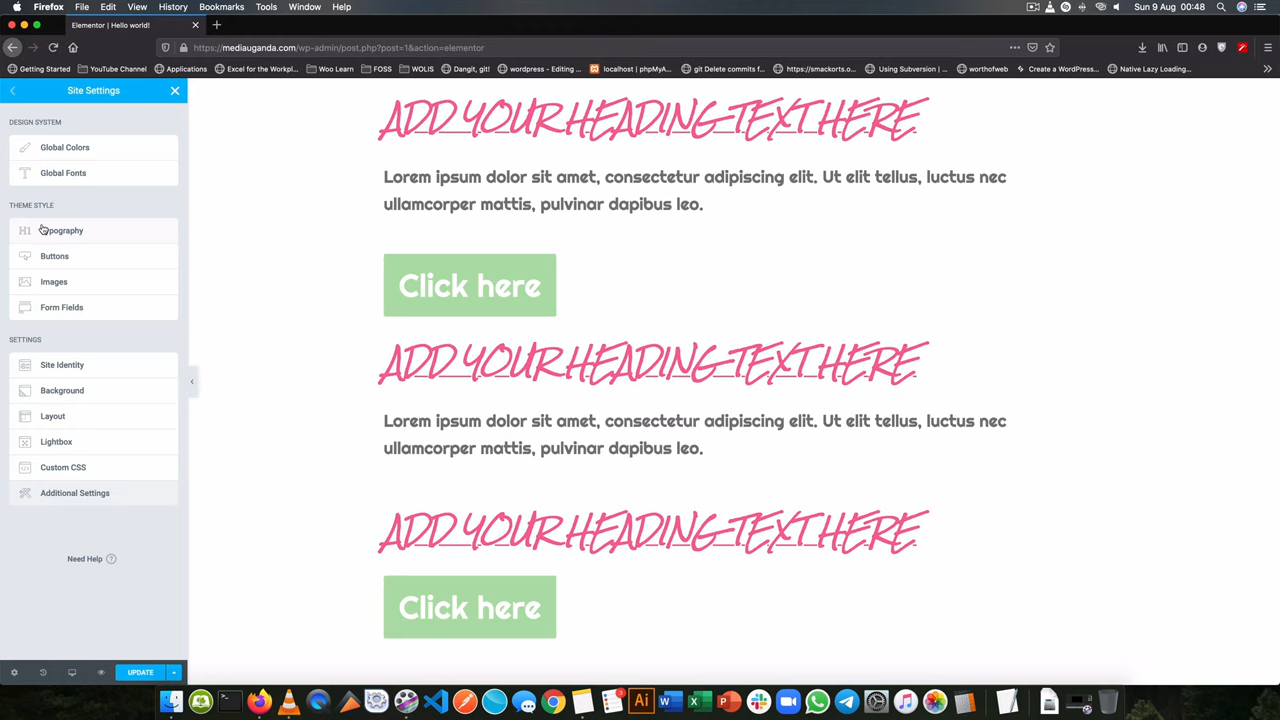 Firefox File Edit View History Bookmarks Tools Window Help
Sun 9 Aug 00:48
Elementor | Hello world!
https://mediauganda.com/wp-admin/post.php?post=1&action=elementor
Getting Started YouTube Channel Applications Excel for the Workpl... Woo Learn FOSS WOLIS Dangit, git! wordpress - Editing ... localhost | phpMyA... git Delete commits f... https://smackorts.co... Using Subversion | C... worthofweb Create a WordPress... Native Lazy Loading...
Site Settings
DESIGN SYSTEM
Global Colors
Global Fonts
THEME STYLE
H1 Typography
Buttons
Images
Form Fields
SETTINGS
Site Identity
Background
Layout
Lightbox
Custom CSS
Additional Settings
Need Help ?
UPDATE
ADD YOUR HEADING TEXT HERE
Lorem ipsum dolor sit amet, consectetur adipiscing elit. Ut elit tellus, luctus nec
ullamcorper mattis, pulvinar dapibus leo.
Click here
ADD YOUR HEADING TEXT HERE
Lorem ipsum dolor sit amet, consectetur adipiscing elit. Ut elit tellus, luctus nec
ullamcorper mattis, pulvinar dapibus leo.
ADD YOUR HEADING TEXT HERE
Click here
3
Ai